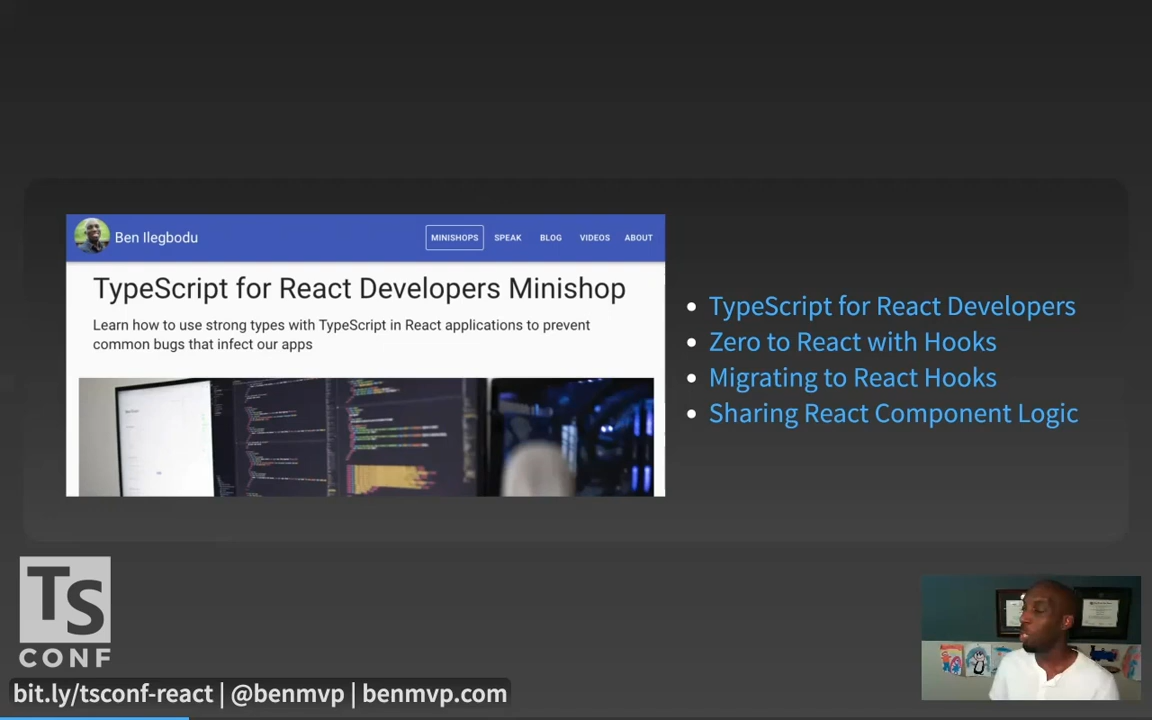 Ben Ilegbodu
MINISHOPS SPEAK BLOG VIDEOS ABOUT
TypeScript for React Developers Minishop
Learn how to use strong types with TypeScript in React applications to prevent
common bugs that infect our apps
TypeScript for React Developers
Zero to React with Hooks
Migrating to React Hooks
Sharing React Component Logic
TS
CONF
bit.ly/tsconf-react | @benmvp | benmvp.com